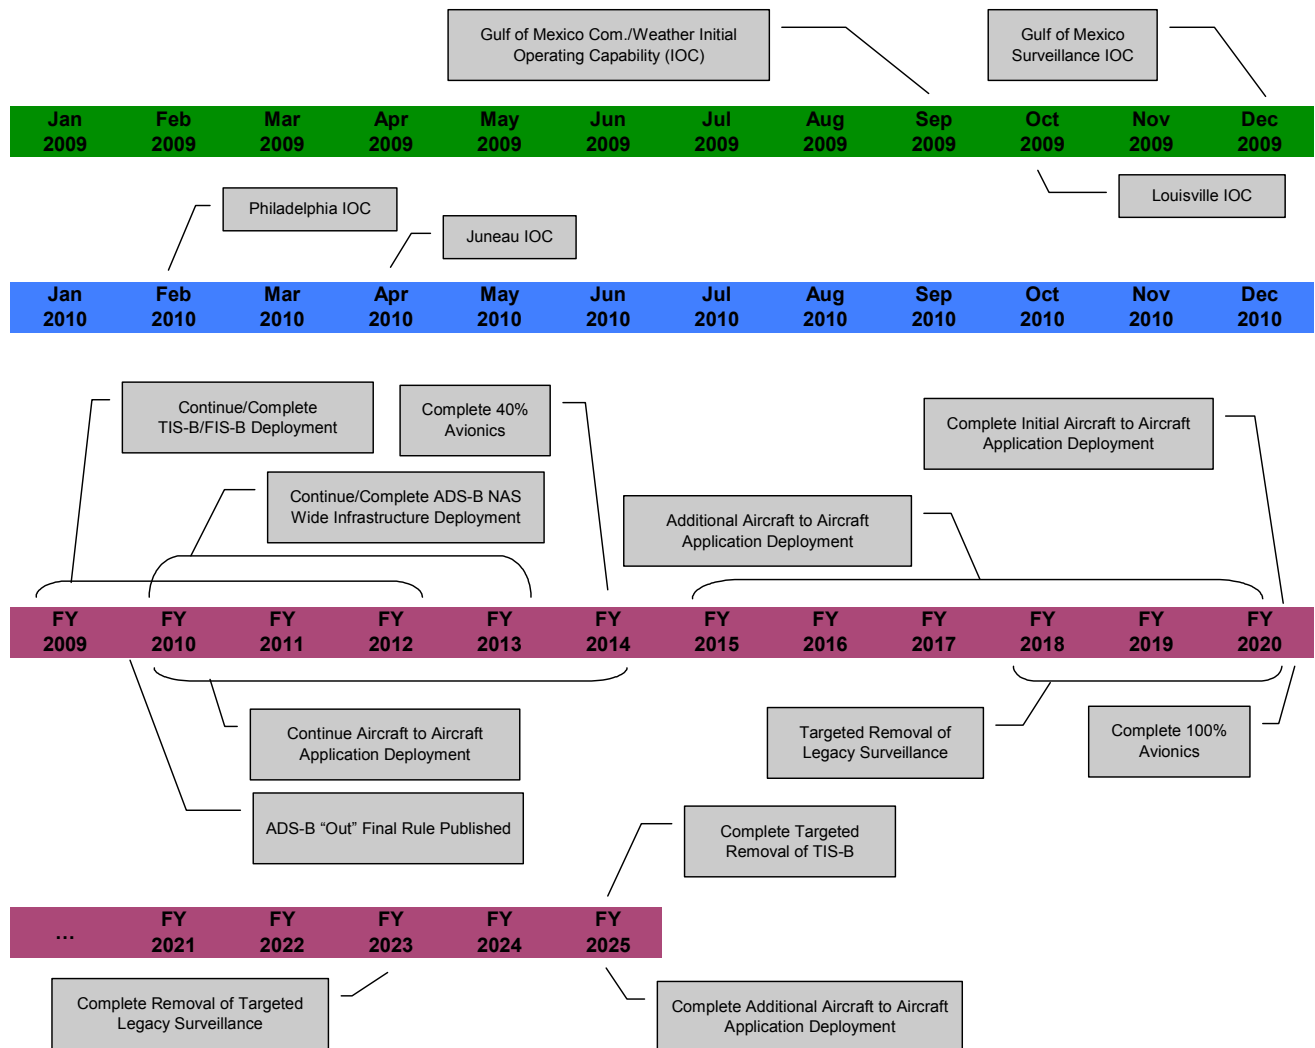 Gulf of Mexico Com./Weather Initial
Operating Capability (IOC)
Gulf of Mexico
Surveillance IOC
Jan Feb Mar Apr May Jun Jul Aug Sep Oct Nov Dec
2009 2009 2009 2009 2009 2009 2009 2009 2009 2009 2009 2009
Philadelphia IOC
Juneau IOC
Louisville IOC
Jan Feb Mar Apr May Jun Jul Aug Sep Oct Nov Dec
2010 2010 2010 2010 2010 2010 2010 2010 2010 2010 2010 2010
Continue/Complete
TIS-B/FIS-B Deployment
Complete 40%
Avionics
Complete Initial Aircraft to Aircraft
Application Deployment
Continue/Complete ADS-B NAS
Wide Infrastructure Deployment
Additional Aircraft to Aircraft
Application Deployment
FY FY FY FY FY FY FY FY FY FY FY FY
2009 2010 2011 2012 2013 2014 2015 2016 2017 2018 2019 2020
Continue Aircraft to Aircraft
Application Deployment
Targeted Removal of
Legacy Surveillance
Complete 100%
Avionics
ADS-B “Out” Final Rule Published
Complete Targeted
Removal of TIS-B
... FY FY FY FY FY
2021 2022 2023 2024 2025
Complete Removal of Targeted
Legacy Surveillance
Complete Additional Aircraft to Aircraft
Application Deployment